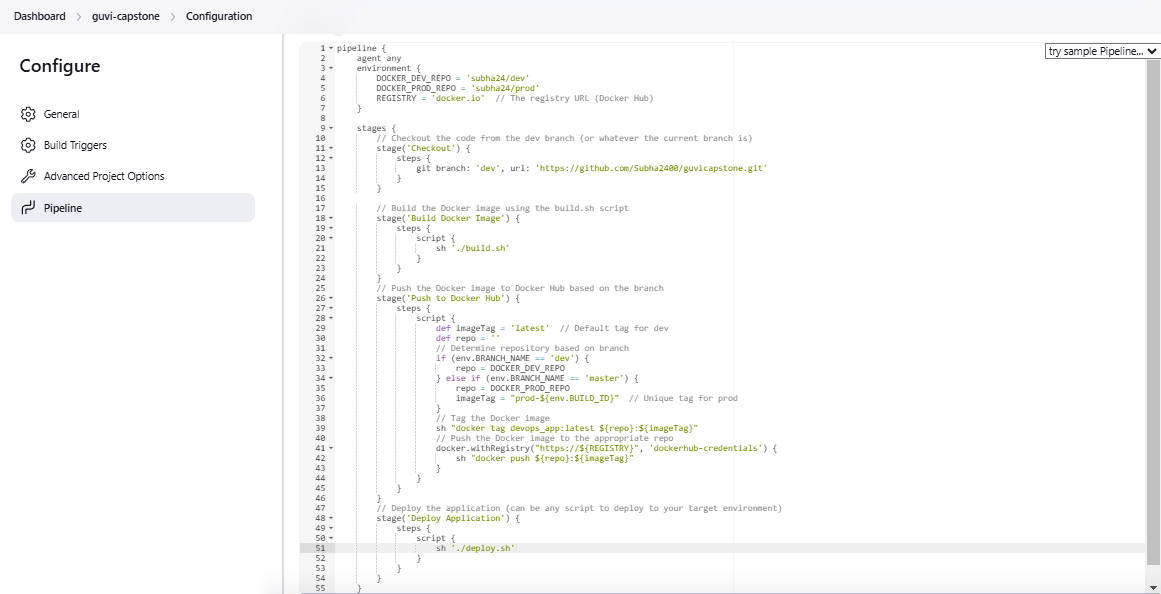 Dashboard > guvi-capstone > Configuration
Configure
General
Build Triggers
Advanced Project Options
Pipeline
try sample Pipeline...
1 pipeline {
2     agent any
3     environment {
4         DOCKER_DEV_REPO = 'subha24/dev'
5         DOCKER_PROD_REPO = 'subha24/prod'
6         REGISTRY = 'docker.io'  // The registry URL (Docker Hub)
7     }
8
9     stages {
10         // Checkout the code from the dev branch (or whatever the current branch is)
11         stage('Checkout') {
12             steps {
13                 git branch: 'dev', url: 'https://github.com/Subha2400/guvicapstone.git'
14             }
15         }
16
17         // Build the Docker image using the build.sh script
18         stage('Build Docker Image') {
19             steps {
20                 script {
21                     sh './build.sh'
22                 }
23             }
24         }
25         // Push the Docker image to Docker Hub based on the branch
26         stage('Push to Docker Hub') {
27             steps {
28                 script {
29                     def imageTag = 'latest'  // Default tag for dev
30                     def repo = ''
31                     // Determine repository based on branch
32                     if (env.BRANCH_NAME == 'dev') {
33                         repo = DOCKER_DEV_REPO
34                     } else if (env.BRANCH_NAME == 'master') {
35                         repo = DOCKER_PROD_REPO
36                         imageTag = "prod-${env.BUILD_ID}"  // Unique tag for prod
37                     }
38                     // Tag the Docker image
39                     sh "docker tag devops_app:latest ${repo}:${imageTag}"
40                     // Push the Docker image to the appropriate repo
41                     docker.withRegistry("https://${REGISTRY}", 'dockerhub-credentials') {
42                         sh "docker push ${repo}:${imageTag}"
43                     }
44                 }
45             }
46         }
47         // Deploy the application (can be any script to deploy to your target environment)
48         stage('Deploy Application') {
49             steps {
50                 script {
51                     sh './deploy.sh'
52                 }
53             }
54         }
55     }